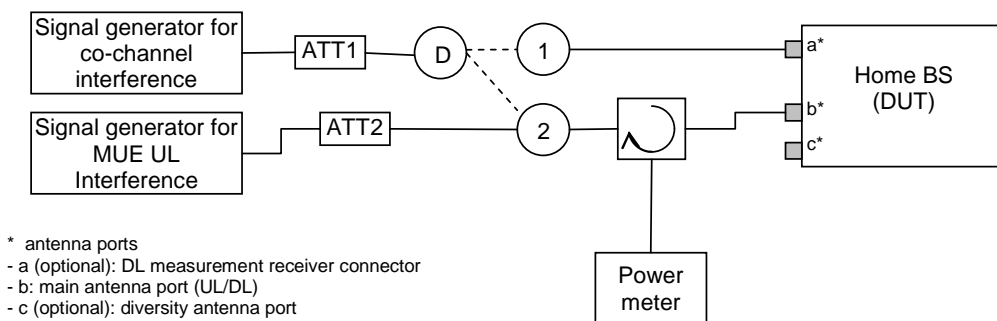 Signal generator for
co-channel
interference
ATT1
D
1
a*
Home BS
(DUT)
Signal generator for
MUE UL
Interference
ATT2
2
b*
c*
* antenna ports
- a (optional): DL measurement receiver connector
- b: main antenna port (UL/DL)
- c (optional): diversity antenna port
Power
meter